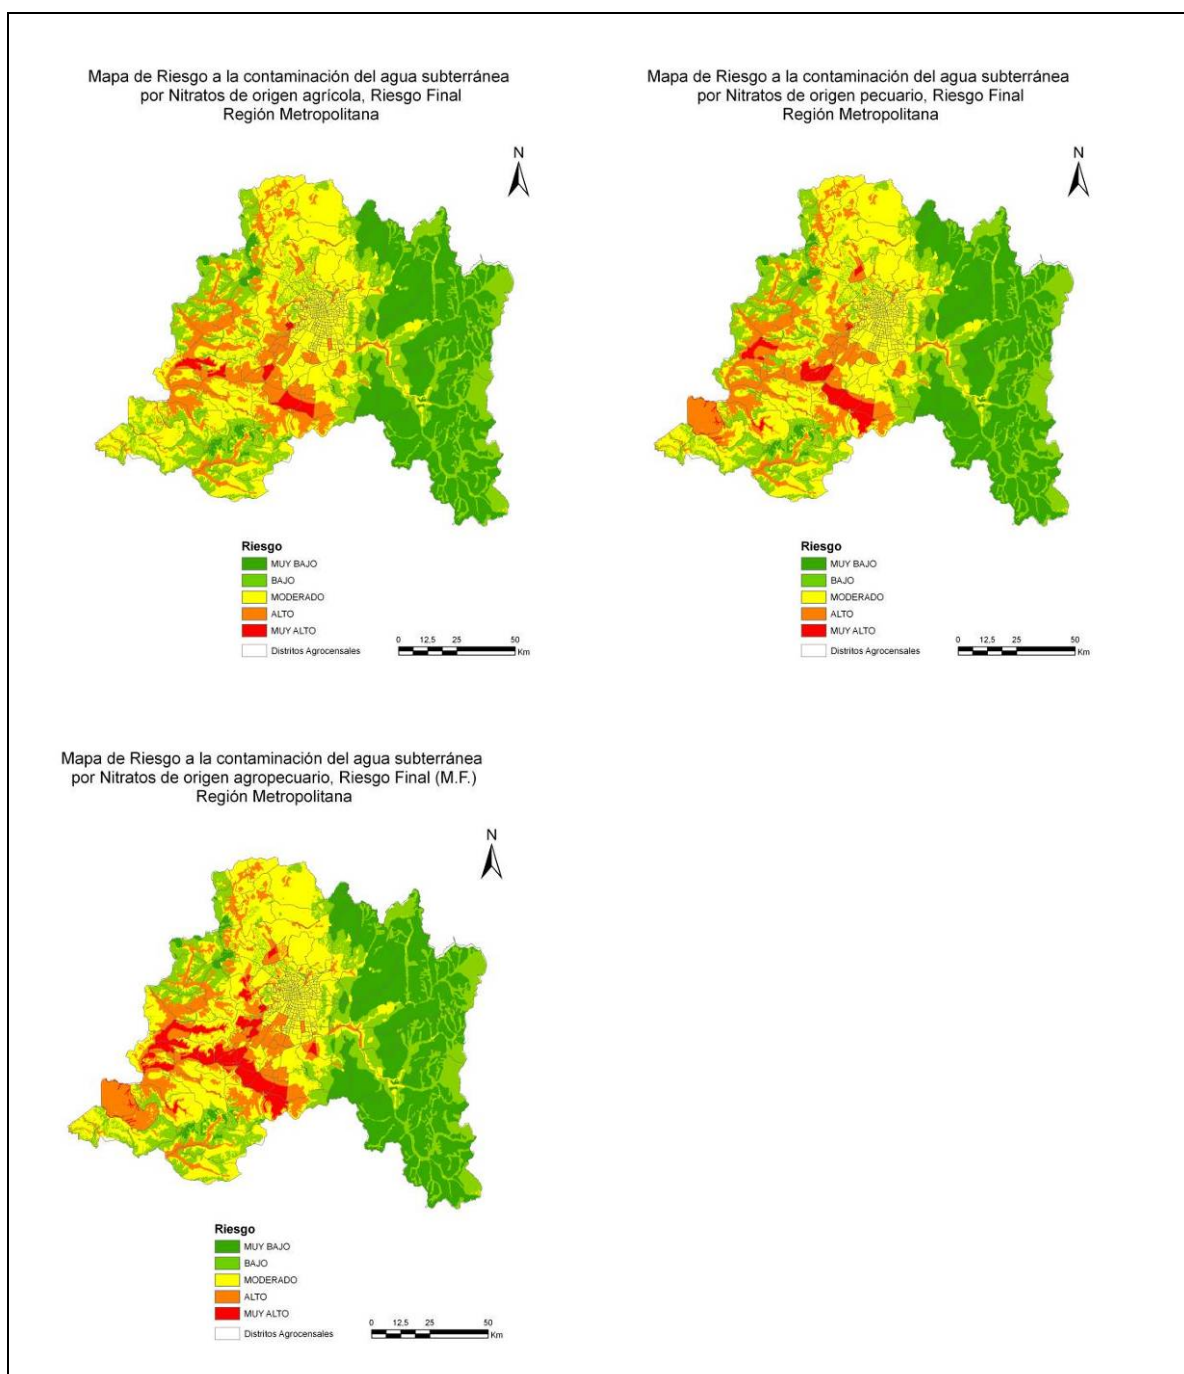 Mapa de Riesgo a la contaminación del agua subterránea
por Nitratos de origen agrícola, Riesgo Final
Región Metropolitana
N
Riesgo
MUY BAJO
BAJO
MODERADO
ALTO
MUY ALTO
Distritos Agrocensales
0 12,5 25 50
Km
Mapa de Riesgo a la contaminación del agua subterránea
por Nitratos de origen pecuario, Riesgo Final
Región Metropolitana
N
Riesgo
MUY BAJO
BAJO
MODERADO
ALTO
MUY ALTO
Distritos Agrocensales
0 12,5 25 50
Km
Mapa de Riesgo a la contaminación del agua subterránea
por Nitratos de origen agropecuario, Riesgo Final (M.F.)
Región Metropolitana
N
Riesgo
MUY BAJO
BAJO
MODERADO
ALTO
MUY ALTO
Distritos Agrocensales
0 12,5 25 50
Km